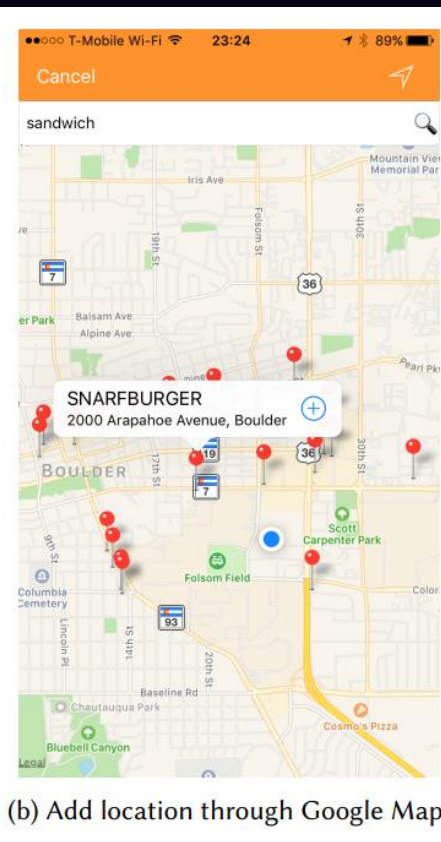 ●●○○○ T-Mobile Wi-Fi 23:24 89%
Cancel
sandwich
Mountain View
Memorial Par
Iris Ave
Folsom St
30th St
19th St
7
36
er Park
Balsam Ave
Alpine Ave
Pearl Pk
SNARFBURGER
2000 Arapahoe Avenue, Boulder
BOULDER
17th St
19
36
30th St
7
9th St
Scott
Carpenter Park
Folsom Field
Columbia
Cemetery
Color
Lincoln Pl
14th St
93
20th St
Baseline Rd
Chautauqua Park
Cosmo's Pizza
Bluebell Canyon
Legal
(b) Add location through Google Map